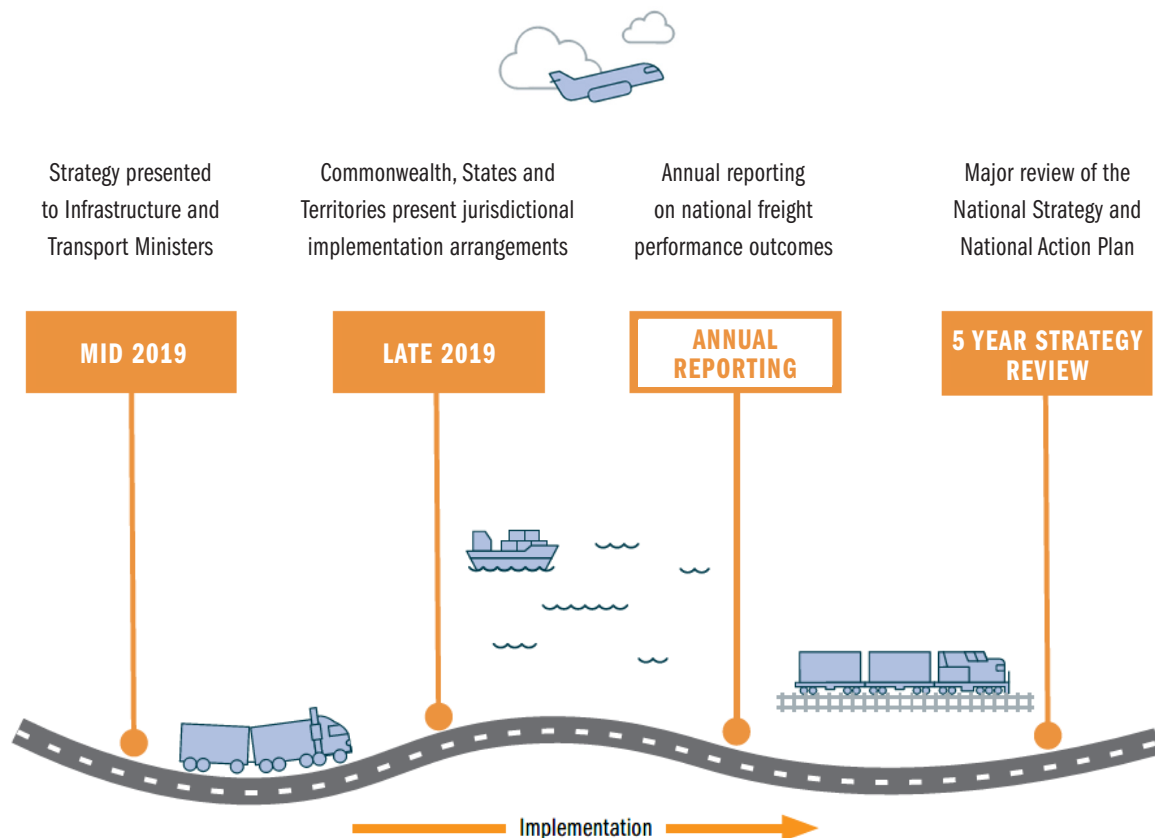 Strategy presented
to Infrastructure and
Transport Ministers
Commonwealth, States and
Territories present jurisdictional
implementation arrangements
Annual reporting
on national freight
performance outcomes
Major review of the
National Strategy and
National Action Plan
MID 2019
LATE 2019
ANNUAL
REPORTING
5 YEAR STRATEGY
REVIEW
Implementation